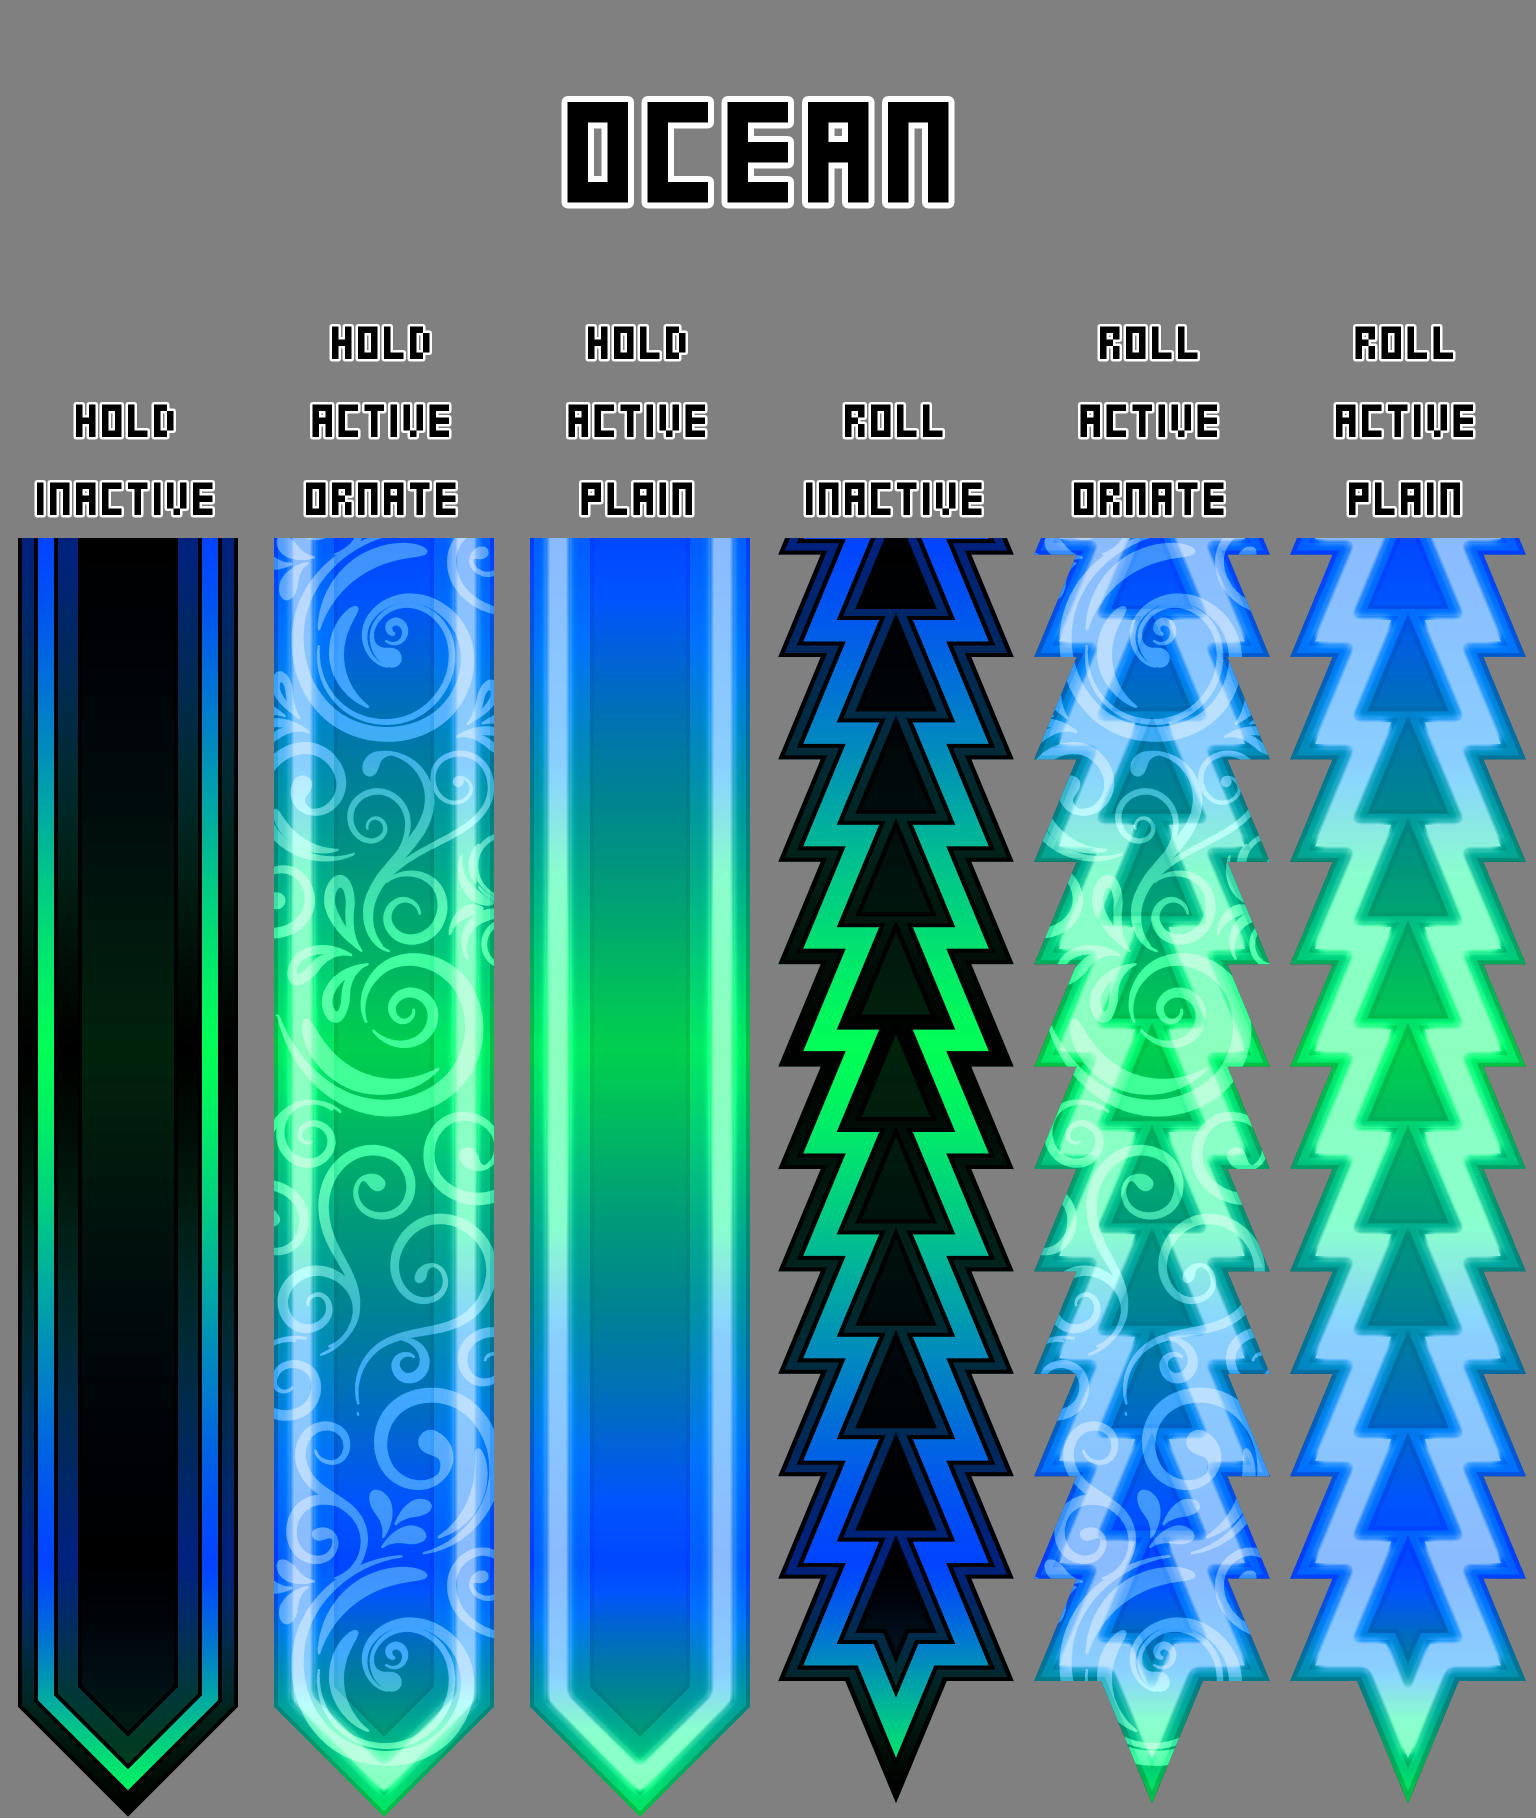 OCEAN
HOLD INACTIVE
HOLD ACTIVE ORNATE
HOLD ACTIVE PLAIN
ROLL INACTIVE
ROLL ACTIVE ORNATE
ROLL ACTIVE PLAIN